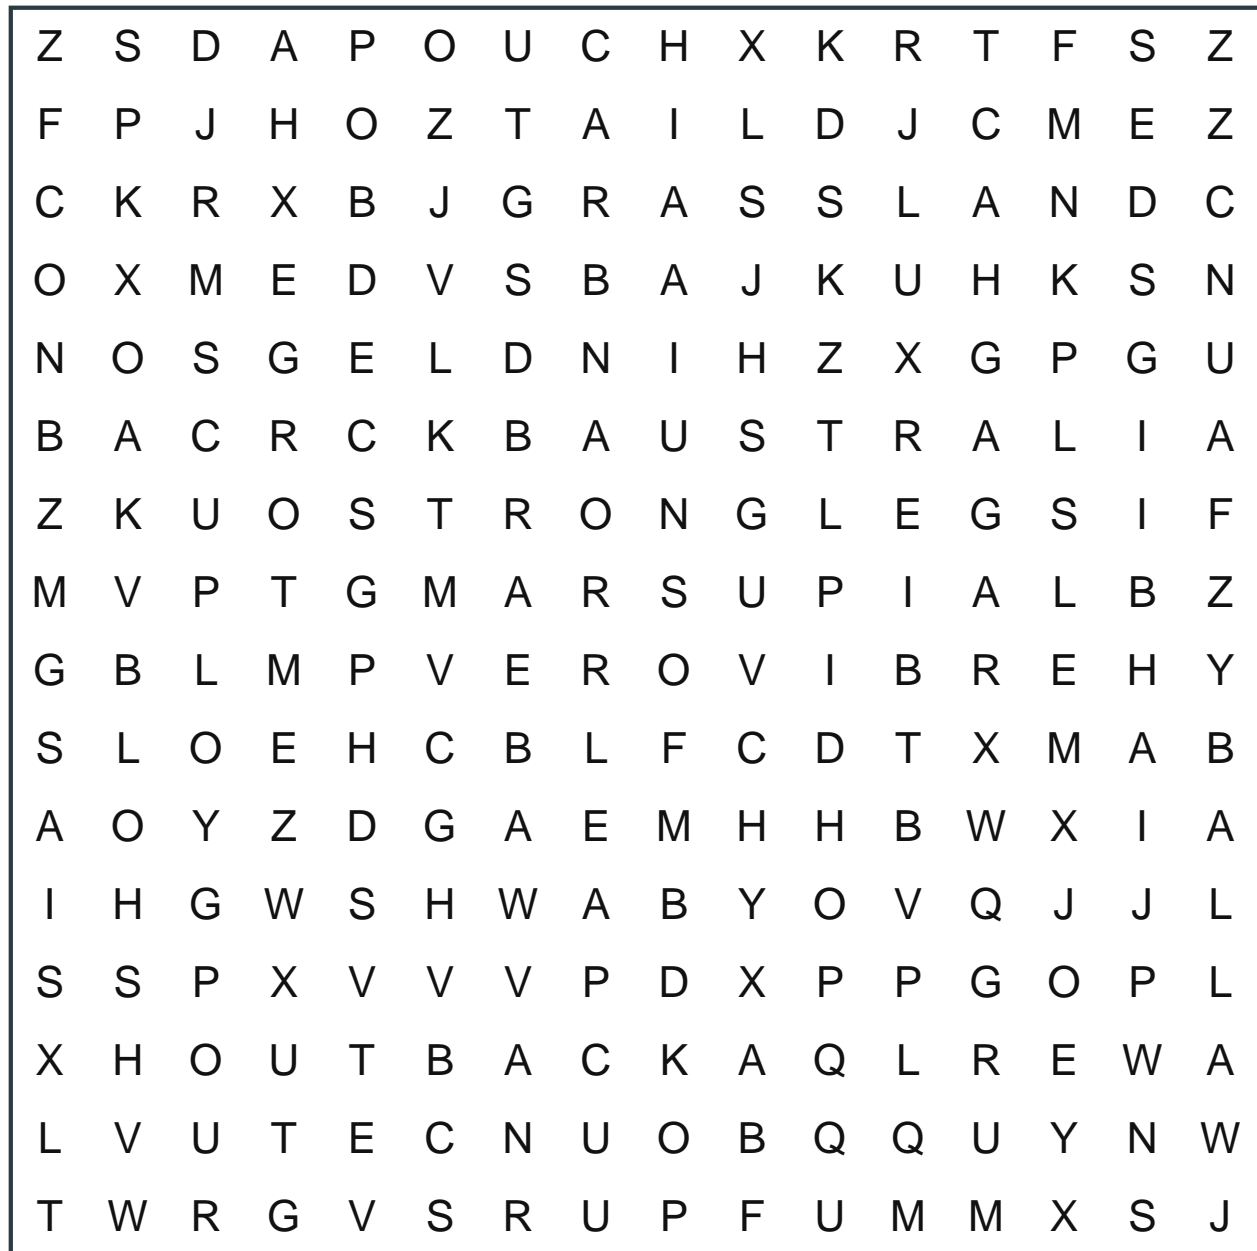 Z S D A P O U C H X K R T F S Z
F P J H O Z T A I L D J C M E Z
C K R X B J G R A S S L A N D C
O X M E D V S B A J K U H K S N
N O S G E L D N I H Z X G P G U
B A C R C K B A U S T R A L I A
Z K U O S T R O N G L E G S I F
M V P T G M A R S U P I A L B Z
G B L M P V E R O V I B R E H Y
S L O E H C B L F C D T X M A B
A O Y Z D G A E M H H B W X I A
I H G W S H W A B Y O V Q J J L
S S P X V V V P D X P P G O P L
X H O U T B A C K A Q L R E W A
L V U T E C N U O B Q Q U Y N W
T W R G V S R U P F U M M X S J